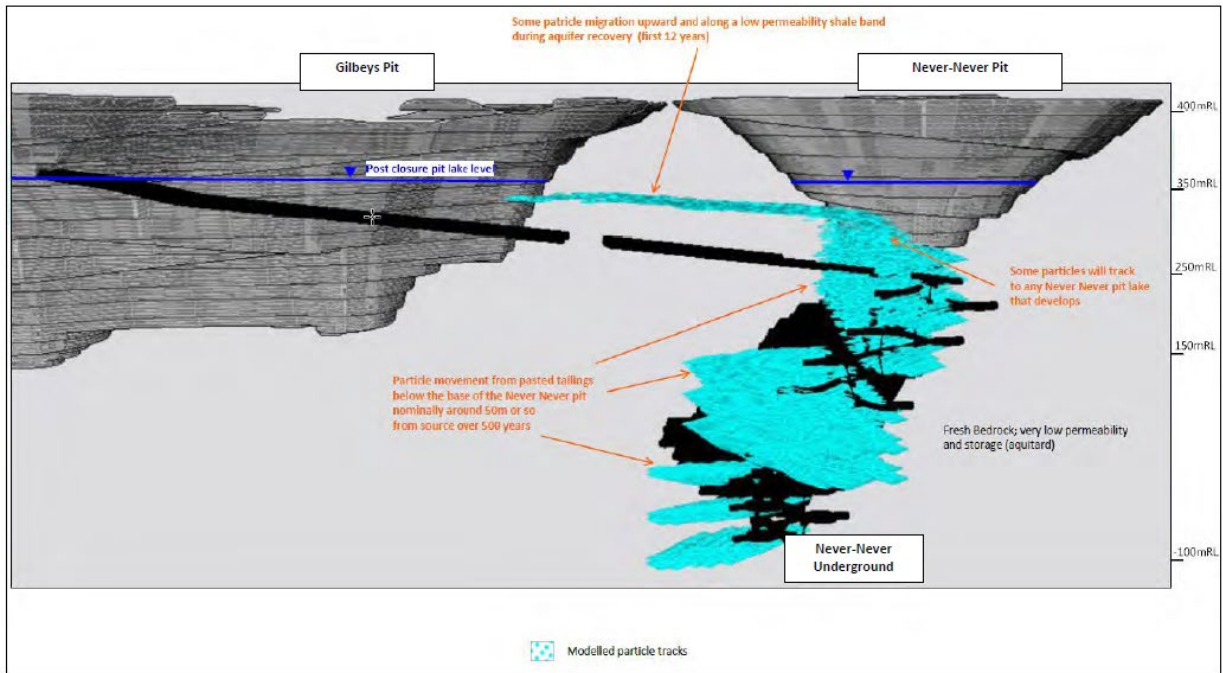 Some patricle migration upward and along a low permeability shale band
during aquifer recovery (first 12 years)
Gilbeys Pit
Never-Never Pit
400mRL
Post closure pit lake level
350mRL
Some particles will track
to any Never Never pit lake
that develops
250mRL
150mRL
Particle movement from pasted tailings
below the base of the Never Never pit
nominally around 50m or so
from source over 500 years
Fresh Bedrock; very low permeability
and storage (aquitard)
Never-Never
Underground
-100mRL
Modelled particle tracks